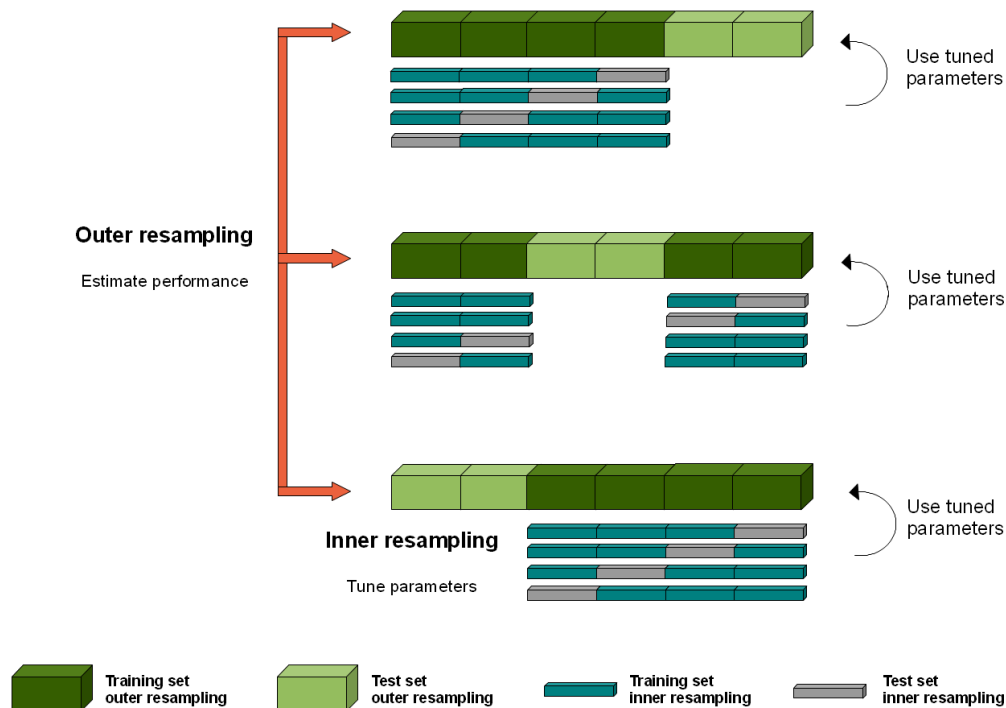 Use tuned
parameters
Outer resampling
Estimate performance
Use tuned
parameters
Use tuned
parameters
Inner resampling
Tune parameters
Training set
outer resampling
Test set
outer resampling
Training set
inner resampling
Test set
inner resampling